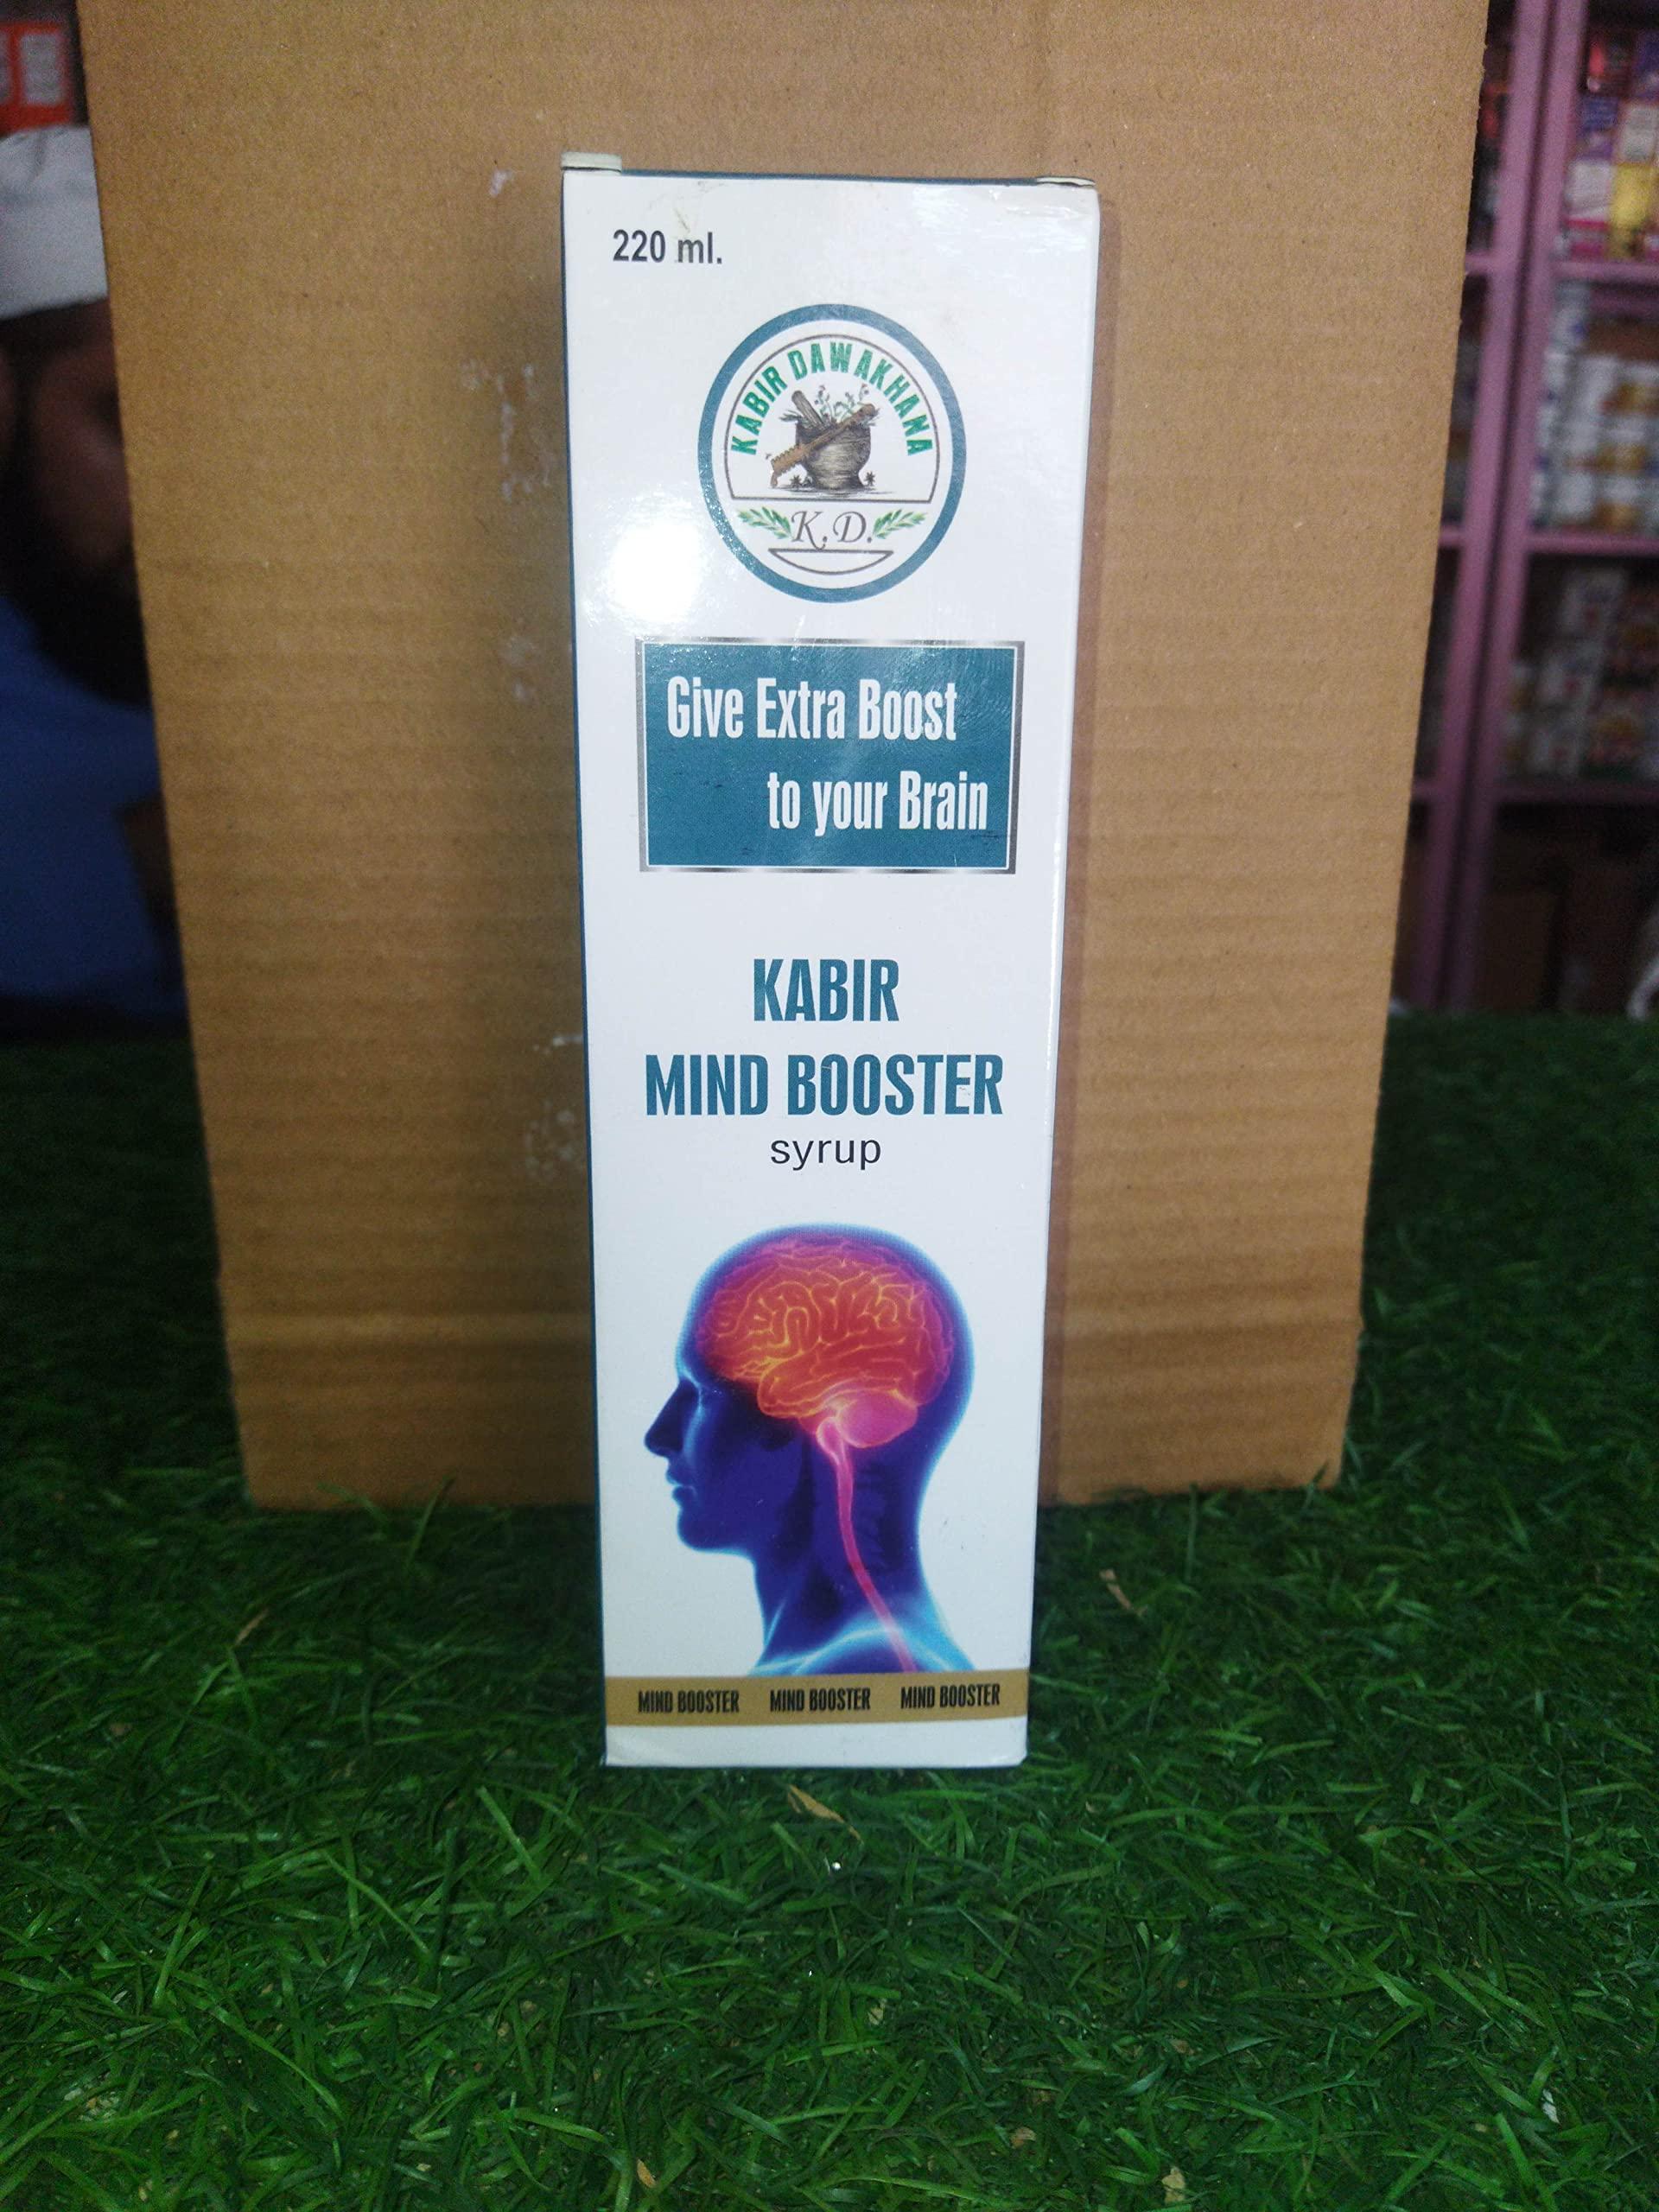 220 ml.
KABIR DAWAKHANA
K.D.
Give Extra Boost
to your Brain
KABIR
MIND BOOSTER
syrup
MIND BOOSTER MIND BOOSTER MIND BOOSTER